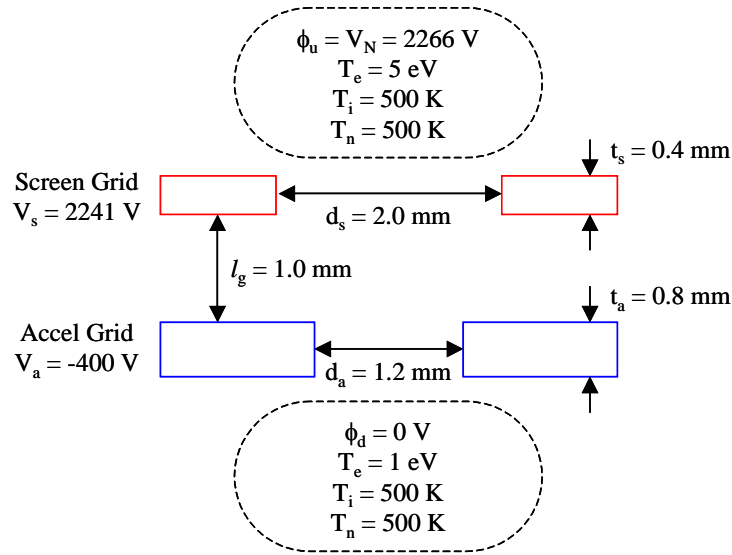 ϕu = VN = 2266 V
Te = 5 eV
Ti = 500 K
Tn = 500 K
ts = 0.4 mm
Screen Grid
Vs = 2241 V
ds = 2.0 mm
lg = 1.0 mm
ta = 0.8 mm
Accel Grid
Va = -400 V
da = 1.2 mm
ϕd = 0 V
Te = 1 eV
Ti = 500 K
Tn = 500 K